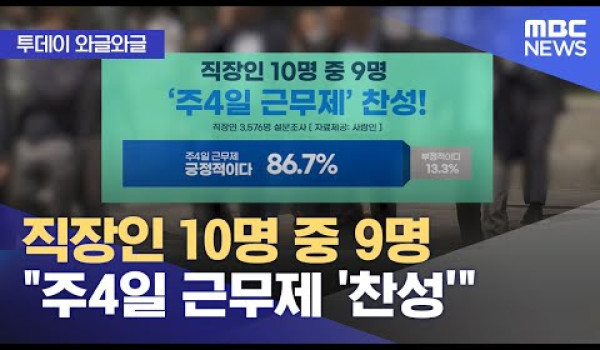 투데이 와글와글
MBC
NEWS
직장인 10명 중 9명
'주4일 근무제' 찬성!
직장인 3,576명 설문조사 [ 자료제공: 사람인 ]
주4일 근무제
긍정적이다
86.7%
부정적이다
13.3%
직장인 10명 중 9명
"주4일 근무제 '찬성'"